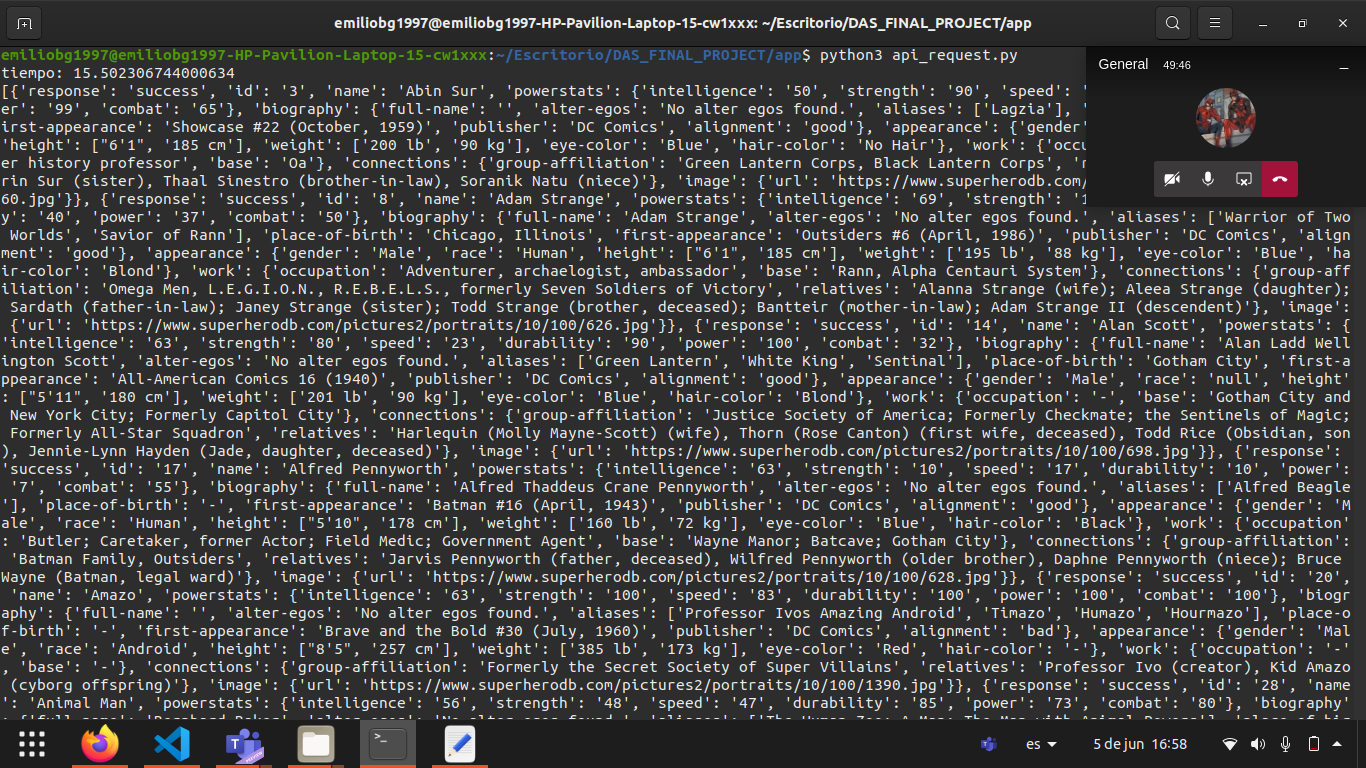 emiliobg1997@emiliobg1997-HP-Pavilion-Laptop-15-cw1xxx: ~/Escritorio/DAS_FINAL_PROJECT/app
emiliobg1997@emiliobg1997-HP-Pavilion-Laptop-15-cw1xxx:~/Escritorio/DAS_FINAL_PROJECT/app$ python3 api_request.py
General 49:46
tiempo: 15.502306744000634
[{'response': 'success', 'id': '3', 'name': 'Abin Sur', 'powerstats': {'intelligence': '50', 'strength': '90', 'speed': '
er': '99', 'combat': '65'}, 'biography': {'full-name': '', 'alter-egos': 'No alter egos found.', 'aliases': ['Lagzia'], '
irst-appearance': 'Showcase #22 (October, 1959)', 'publisher': 'DC Comics', 'alignment': 'good'}, 'appearance': {'gender'
'height': ["6'1", '185 cm'], 'weight': ['200 lb', '90 kg'], 'eye-color': 'Blue', 'hair-color': 'No Hair'}, 'work': {'occu
er history professor', 'base': 'Oa'}, 'connections': {'group-affiliation': 'Green Lantern Corps, Black Lantern Corps', 'r
rin Sur (sister), Thaal Sinestro (brother-in-law), Soranik Natu (niece)'}, 'image': {'url': 'https://www.superherodb.com/
60.jpg'}}, {'response': 'success', 'id': '8', 'name': 'Adam Strange', 'powerstats': {'intelligence': '69', 'strength': '1
y': '40', 'power': '37', 'combat': '50'}, 'biography': {'full-name': 'Adam Strange', 'alter-egos': 'No alter egos found.', 'aliases': ['Warrior of Two
 Worlds', 'Savior of Rann'], 'place-of-birth': 'Chicago, Illinois', 'first-appearance': 'Outsiders #6 (April, 1986)', 'publisher': 'DC Comics', 'align
ment': 'good'}, 'appearance': {'gender': 'Male', 'race': 'Human', 'height': ["6'1", '185 cm'], 'weight': ['195 lb', '88 kg'], 'eye-color': 'Blue', 'ha
ir-color': 'Blond'}, 'work': {'occupation': 'Adventurer, archaeologist, ambassador', 'base': 'Rann, Alpha Centauri System'}, 'connections': {'group-aff
iliation': 'Omega Men, L.E.G.I.O.N., R.E.B.E.L.S., formerly Seven Soldiers of Victory', 'relatives': 'Alanna Strange (wife); Aleea Strange (daughter);
 Sardath (father-in-law); Janey Strange (sister); Todd Strange (brother, deceased); Bantteir (mother-in-law); Adam Strange II (descendent)'}, 'image':
 {'url': 'https://www.superherodb.com/pictures2/portraits/10/100/626.jpg'}}, {'response': 'success', 'id': '14', 'name': 'Alan Scott', 'powerstats': {
'intelligence': '63', 'strength': '80', 'speed': '23', 'durability': '90', 'power': '100', 'combat': '32'}, 'biography': {'full-name': 'Alan Ladd Well
ington Scott', 'alter-egos': 'No alter egos found.', 'aliases': ['Green Lantern', 'White King', 'Sentinal'], 'place-of-birth': 'Gotham City', 'first-a
ppearance': 'All-American Comics 16 (1940)', 'publisher': 'DC Comics', 'alignment': 'good'}, 'appearance': {'gender': 'Male', 'race': 'null', 'height'
: ["5'11", '180 cm'], 'weight': ['201 lb', '90 kg'], 'eye-color': 'Blue', 'hair-color': 'Blond'}, 'work': {'occupation': '-', 'base': 'Gotham City and
 New York City; Formerly Capitol City'}, 'connections': {'group-affiliation': 'Justice Society of America; Formerly Checkmate; the Sentinels of Magic;
 Formerly All-Star Squadron', 'relatives': 'Harlequin (Molly Mayne-Scott) (wife), Thorn (Rose Canton) (first wife, deceased), Todd Rice (Obsidian, son
), Jennie-Lynn Hayden (Jade, daughter, deceased)'}, 'image': {'url': 'https://www.superherodb.com/pictures2/portraits/10/100/698.jpg'}}, {'response':
'success', 'id': '17', 'name': 'Alfred Pennyworth', 'powerstats': {'intelligence': '63', 'strength': '10', 'speed': '17', 'durability': '10', 'power':
 '7', 'combat': '55'}, 'biography': {'full-name': 'Alfred Thaddeus Crane Pennyworth', 'alter-egos': 'No alter egos found.', 'aliases': ['Alfred Beagle
'], 'place-of-birth': '-', 'first-appearance': 'Batman #16 (April, 1943)', 'publisher': 'DC Comics', 'alignment': 'good'}, 'appearance': {'gender': 'M
ale', 'race': 'Human', 'height': ["5'10", '178 cm'], 'weight': ['160 lb', '72 kg'], 'eye-color': 'Blue', 'hair-color': 'Black'}, 'work': {'occupation'
: 'Butler; Caretaker, former Actor; Field Medic; Government Agent', 'base': 'Wayne Manor; Batcave; Gotham City'}, 'connections': {'group-affiliation':
 'Batman Family, Outsiders', 'relatives': 'Jarvis Pennyworth (father, deceased), Wilfred Pennyworth (older brother), Daphne Pennyworth (niece); Bruce
Wayne (Batman, legal ward)'}, 'image': {'url': 'https://www.superherodb.com/pictures2/portraits/10/100/628.jpg'}}, {'response': 'success', 'id': '20',
 'name': 'Amazo', 'powerstats': {'intelligence': '63', 'strength': '100', 'speed': '83', 'durability': '100', 'power': '100', 'combat': '100'}, 'biogr
aphy': {'full-name': '', 'alter-egos': 'No alter egos found.', 'aliases': ['Professor Ivos Amazing Android', 'Timazo', 'Humazo', 'Hourmazo'], 'place-o
f-birth': '-', 'first-appearance': 'Brave and the Bold #30 (July, 1960)', 'publisher': 'DC Comics', 'alignment': 'bad'}, 'appearance': {'gender': 'Mal
e', 'race': 'Android', 'height': ["8'5", '257 cm'], 'weight': ['385 lb', '173 kg'], 'eye-color': 'Red', 'hair-color': '-'}, 'work': {'occupation': '-'
, 'base': '-'}, 'connections': {'group-affiliation': 'Formerly the Secret Society of Super Villains', 'relatives': 'Professor Ivo (creator), Kid Amazo
 (cyborg offspring)'}, 'image': {'url': 'https://www.superherodb.com/pictures2/portraits/10/100/1390.jpg'}}, {'response': 'success', 'id': '28', 'name
': 'Animal Man', 'powerstats': {'intelligence': '56', 'strength': '48', 'speed': '47', 'durability': '85', 'power': '73', 'combat': '80'}, 'biography'
es 5 de jun 16:58